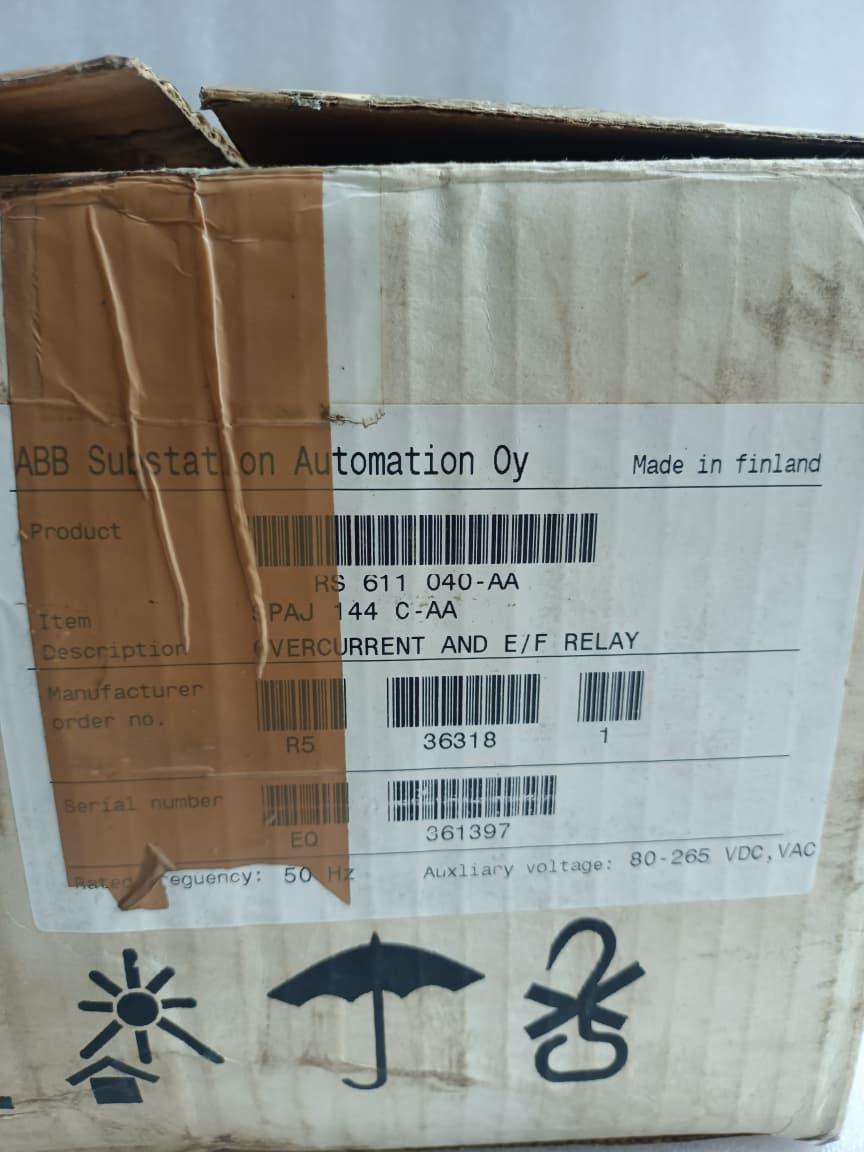 ABB Substation Automation Oy Made in finland
Product
RS 611 040-AA
Item SPAJ 144 C-AA
Description OVERCURRENT AND E/F RELAY
Manufacturer
order no.
R5 36318 1
Serial number
EQ 361397
Rated freguency: 50 Hz Auxliary voltage: 80-265 VDC,VAC